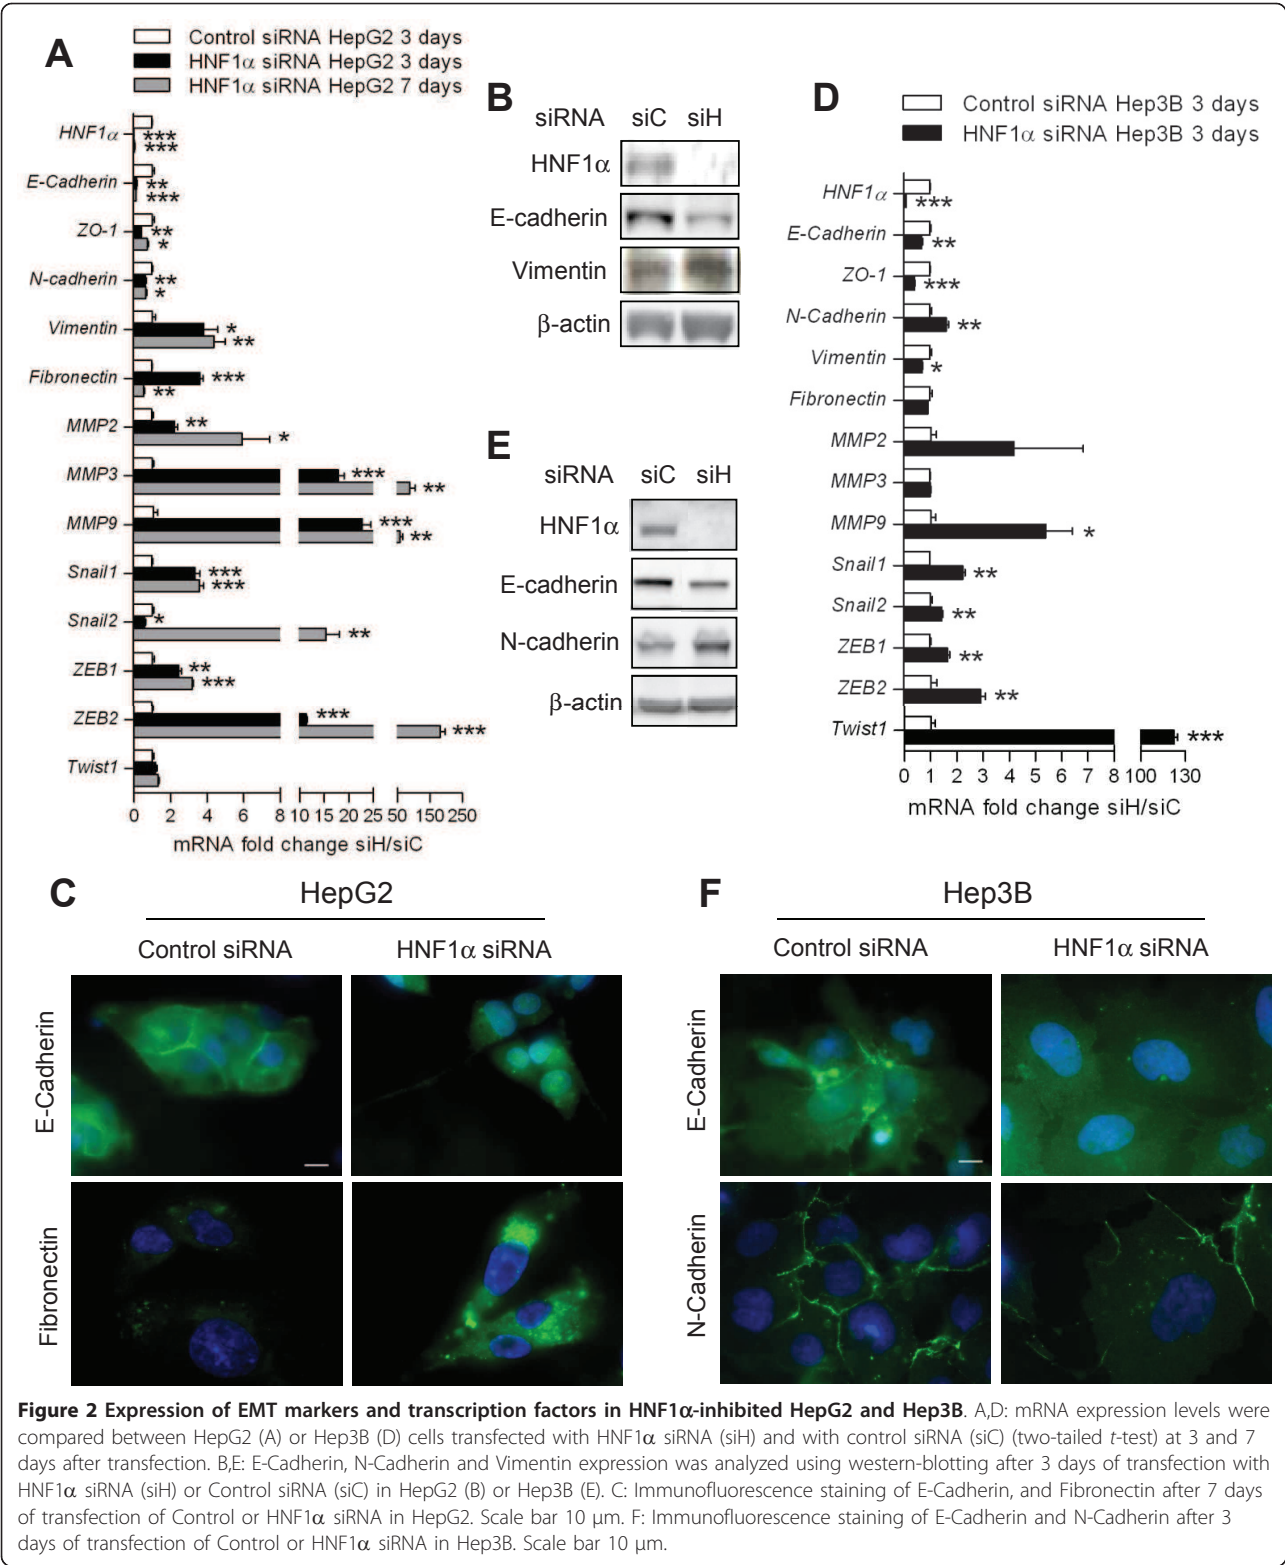 A
Control siRNA HepG2 3 days
HNF1α siRNA HepG2 3 days
HNF1α siRNA HepG2 7 days
HNF1α
***
***
E-Cadherin
**
***
ZO-1
**
*
N-cadherin
**
*
Vimentin
*
**
Fibronectin
***
**
MMP2
**
*
MMP3
***
**
MMP9
***
**
Snail1
***
***
Snail2
*
**
ZEB1
**
***
ZEB2
***
***
Twist1
0 2 4 6 8 10 15 20 25 50 150 250
mRNA fold change siH/siC
B
siRNA siC siH
HNF1α
E-cadherin
Vimentin
β-actin
D
Control siRNA Hep3B 3 days
HNF1α siRNA Hep3B 3 days
HNF1α
***
E-Cadherin
**
ZO-1
***
N-Cadherin
**
Vimentin
*
Fibronectin
MMP2
MMP3
MMP9
*
Snail1
**
Snail2
**
ZEB1
**
ZEB2
**
Twist1
***
0 1 2 3 4 5 6 7 8 100 130
mRNA fold change siH/siC
E
siRNA siC siH
HNF1α
E-cadherin
N-cadherin
β-actin
C
HepG2
Control siRNA HNF1α siRNA
E-Cadherin
Fibronectin
F
Hep3B
Control siRNA HNF1α siRNA
E-Cadherin
N-Cadherin
Figure 2 Expression of EMT markers and transcription factors in HNF1α-inhibited HepG2 and Hep3B. A,D: mRNA expression levels were
compared between HepG2 (A) or Hep3B (D) cells transfected with HNF1α siRNA (siH) and with control siRNA (siC) (two-tailed t-test) at 3 and 7
days after transfection. B,E: E-Cadherin, N-Cadherin and Vimentin expression was analyzed using western-blotting after 3 days of transfection with
HNF1α siRNA (siH) or Control siRNA (siC) in HepG2 (B) or Hep3B (E). C: Immunofluorescence staining of E-Cadherin, and Fibronectin after 7 days
of transfection of Control or HNF1α siRNA in HepG2. Scale bar 10 μm. F: Immunofluorescence staining of E-Cadherin and N-Cadherin after 3
days of transfection of Control or HNF1α siRNA in Hep3B. Scale bar 10 μm.